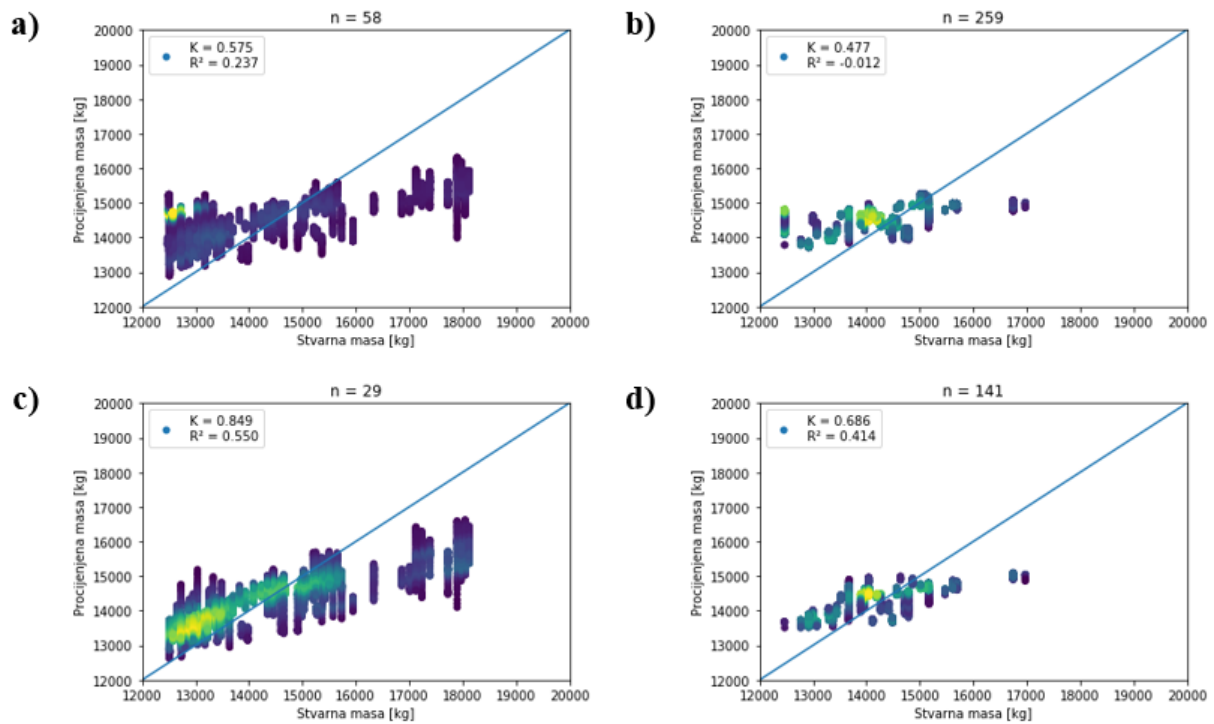 a)
n = 58
K = 0.575
R² = 0.237
20000
19000
18000
17000
16000
15000
14000
13000
12000
Procijenjena masa [kg]
12000 13000 14000 15000 16000 17000 18000 19000 20000
Stvarna masa [kg]
b)
n = 259
K = 0.477
R² = -0.012
20000
19000
18000
17000
16000
15000
14000
13000
12000
Procijenjena masa [kg]
12000 13000 14000 15000 16000 17000 18000 19000 20000
Stvarna masa [kg]
c)
n = 29
K = 0.849
R² = 0.550
20000
19000
18000
17000
16000
15000
14000
13000
12000
Procijenjena masa [kg]
12000 13000 14000 15000 16000 17000 18000 19000 20000
Stvarna masa [kg]
d)
n = 141
K = 0.686
R² = 0.414
20000
19000
18000
17000
16000
15000
14000
13000
12000
Procijenjena masa [kg]
12000 13000 14000 15000 16000 17000 18000 19000 20000
Stvarna masa [kg]